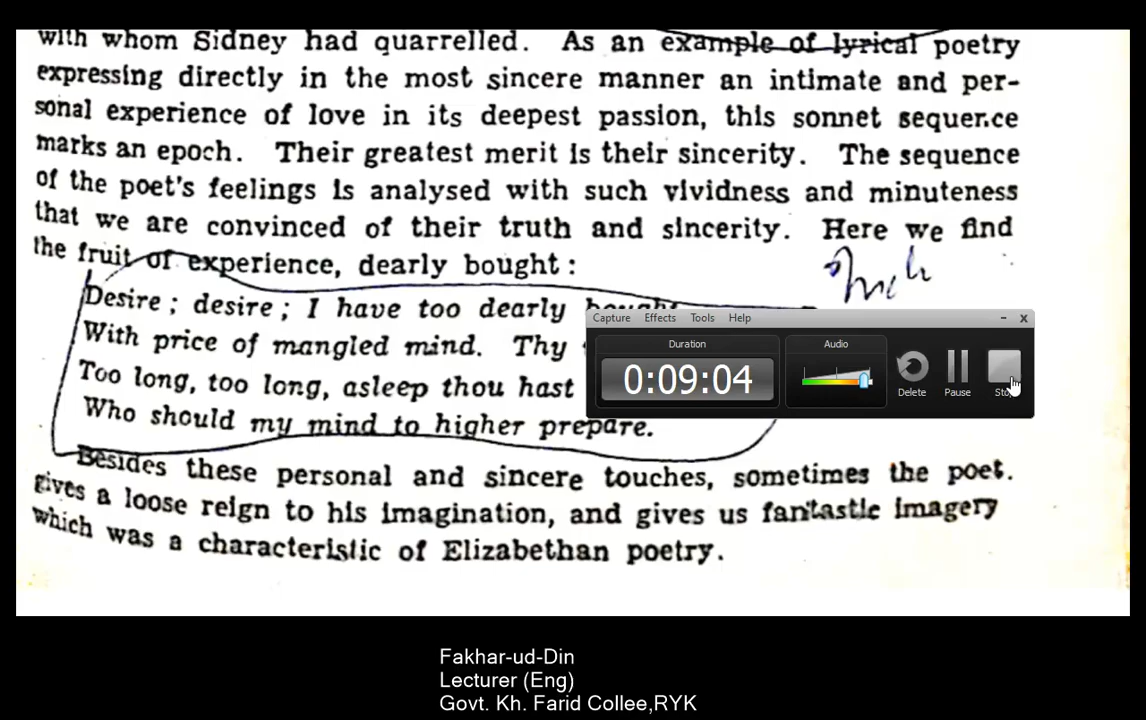 with whom Sidney had quarrelled. As an example of lyrical poetry
expressing directly in the most sincere manner an intimate and per-
sonal experience of love in its deepest passion, this sonnet sequence
marks an epoch. Their greatest merit is their sincerity. The sequence
of the poet's feelings is analysed with such vividness and minuteness
that we are convinced of their truth and sincerity. Here we find
the fruit of experience, dearly bought :
Desire ; desire ; I have too dearly bought
With price of mangled mind. Thy
Too long, too long, asleep thou hast
Who should my mind to higher prepare.
Besides these personal and sincere touches, sometimes the poet.
gives a loose reign to his imagination, and gives us fantastic imagery
which was a characteristic of Elizabethan poetry.
Capture Effects Tools Help
Duration
Audio
0:09:04
Delete
Pause
Fakhar-ud-Din
Lecturer (Eng)
Govt. Kh. Farid Collee,RYK